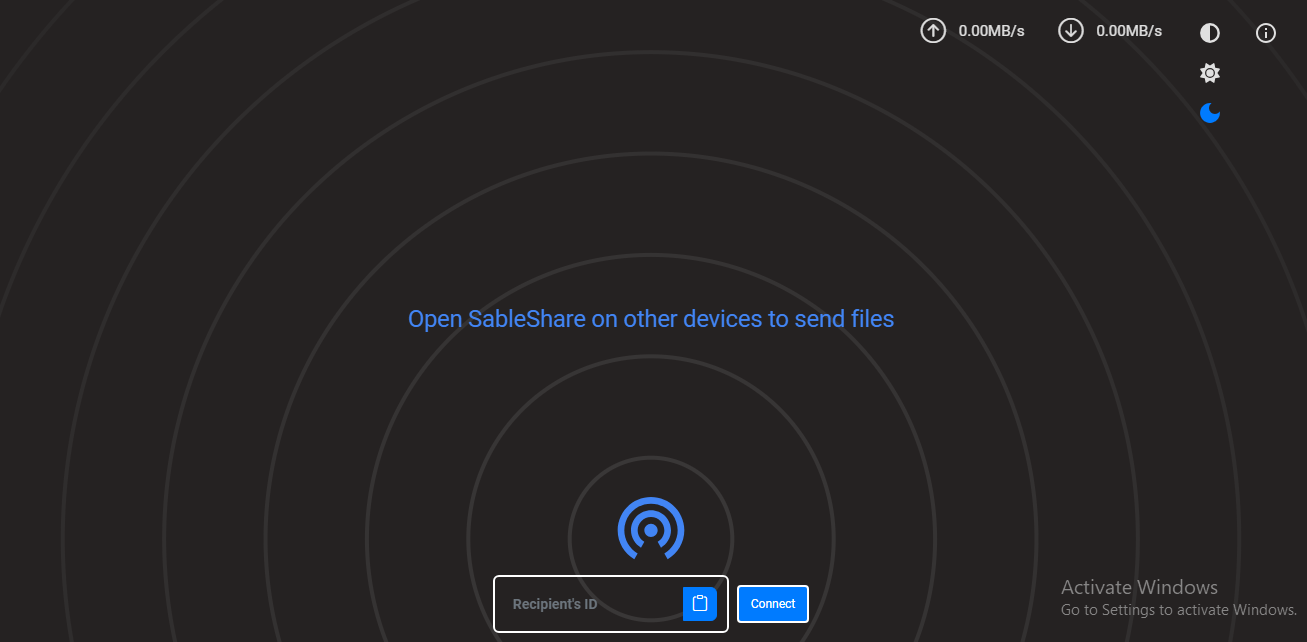 0.00MB/s
0.00MB/s
Open SableShare on other devices to send files
Recipient's ID
Connect
Activate Windows
Go to Settings to activate Windows.